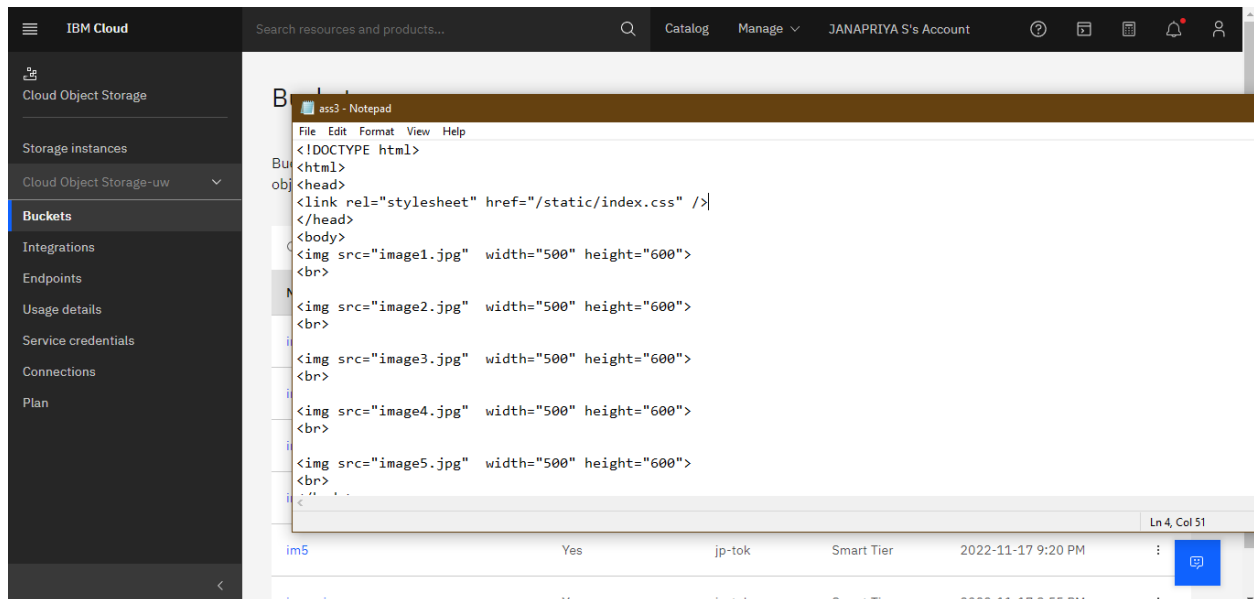 IBM Cloud
Search resources and products...
Catalog
Manage
JANAPRIYA S's Account
Cloud Object Storage
Storage instances
Cloud Object Storage-uw
Buckets
Integrations
Endpoints
Usage details
Service credentials
Connections
Plan
ass3 - Notepad
File Edit Format View Help
<!DOCTYPE html>
<html>
<head>
<link rel="stylesheet" href="/static/index.css" />
</head>
<body>
<img src="image1.jpg"  width="500" height="600">
<br>
<img src="image2.jpg"  width="500" height="600">
<br>
<img src="image3.jpg"  width="500" height="600">
<br>
<img src="image4.jpg"  width="500" height="600">
<br>
<img src="image5.jpg"  width="500" height="600">
<br>
Ln 4, Col 51
im5 Yes jp-tok Smart Tier 2022-11-17 9:20 PM